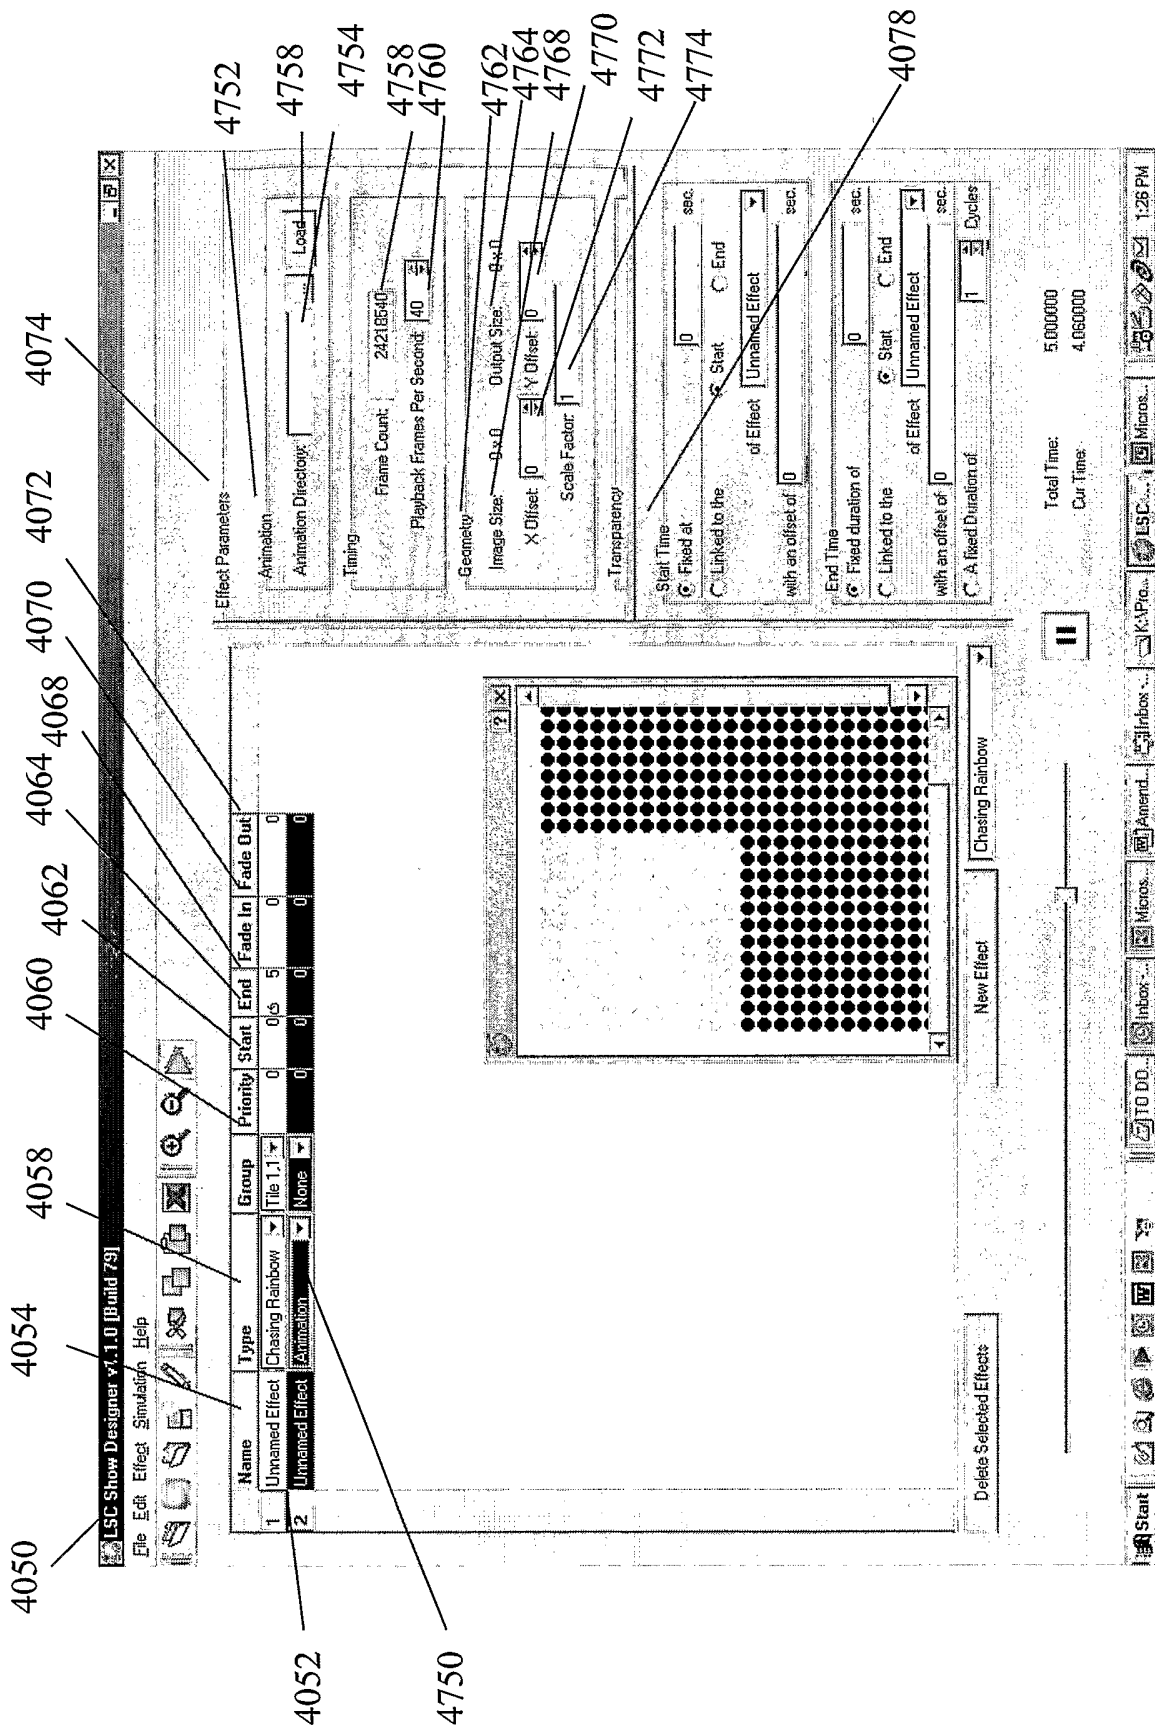 4050
4054
4058
4060
4062
4064
4068
4070
4072
4074
4752
4758
4754
4758
4760
4762
4764
4768
4770
4772
4774
4078
4052
4750
LSC Show Designer v1.1.0 [Build 79]
File Edit Effect Simulation Help
Name Type Group Priority Start End Fade In Fade Out
1 Unnamed Effect Chasing Rainbow Tile 1,1 0 0 5 0 0
2 Unnamed Effect Animation None 0 0 0 0 0
Effect Parameters
Animation
Animation Directory: ... Load
Timing
Frame Count: 24218540
Playback Frames Per Second: 40
Geometry
Image Size: 0 x 0 Output Size: 0 x 0
X Offset: 0 Y Offset: 0
Scale Factor: 1
Transparency
Start Time
Fixed at 0 sec.
Linked to the Start End
of Effect Unnamed Effect
with an offset of 0 sec.
End Time
Fixed duration of 0 sec.
Linked to the Start End
of Effect Unnamed Effect
with an offset of 0 sec.
A fixed Duration of 1 Cycles
Delete Selected Effects New Effect Chasing Rainbow
Total Time: 5.000000
Cur Time: 4.060000
Start TO DO... Inbox -... Micros... Amend... Inbox -... K:\Pro... LSC... Micros... 1:26 PM